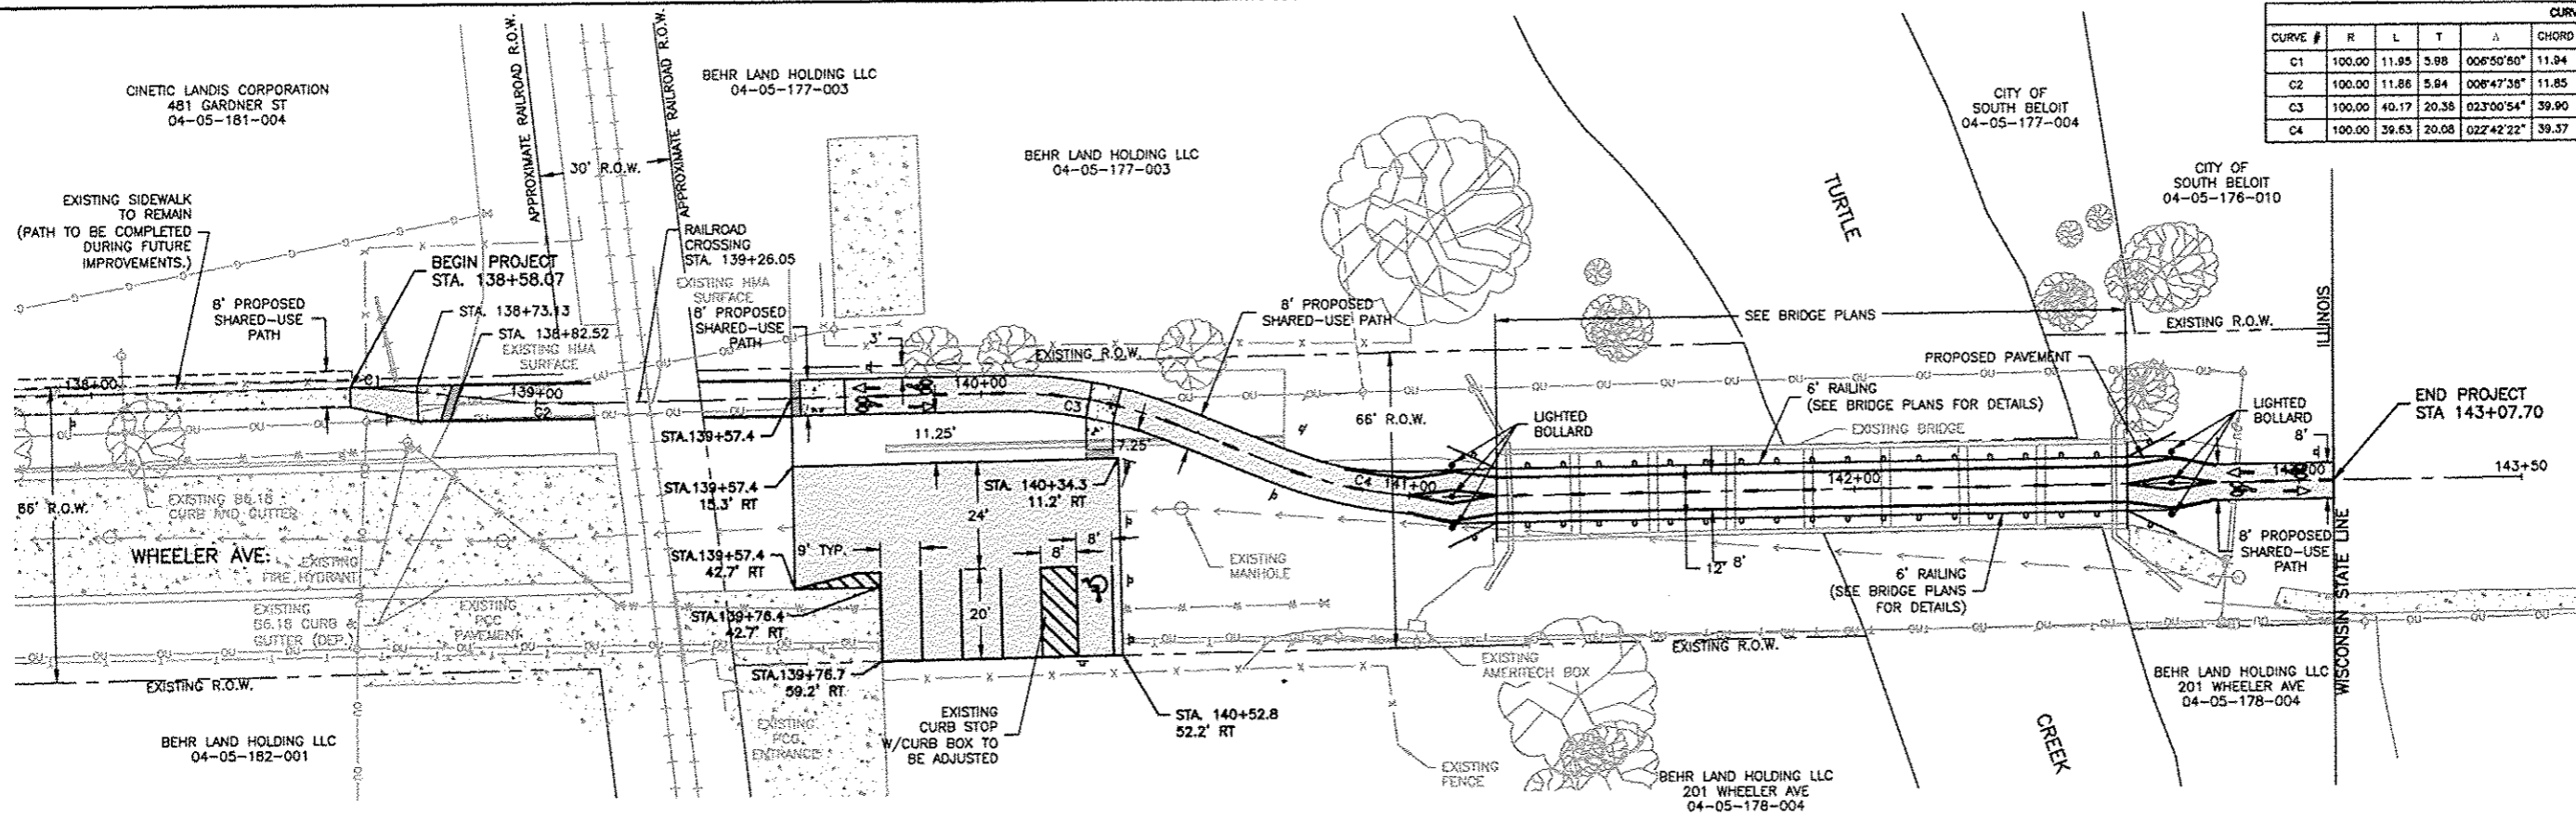 CURV
CURVE # R L T Δ CHORD
C1 100.00 11.95 5.98 006°50'50" 11.94
C2 100.00 11.86 5.94 006°47'36" 11.85
C3 100.00 40.17 20.36 023°00'54" 39.90
C4 100.00 39.63 20.08 022°42'22" 39.37
CINETIC LANDIS CORPORATION
481 GARDNER ST
04-05-181-004
BEHR LAND HOLDING LLC
04-05-177-003
BEHR LAND HOLDING LLC
04-05-177-003
CITY OF
SOUTH BELOIT
04-05-177-004
CITY OF
SOUTH BELOIT
04-05-176-010
APPROXIMATE RAILROAD R.O.W.
APPROXIMATE RAILROAD R.O.W.
30' R.O.W.
EXISTING SIDEWALK
TO REMAIN
(PATH TO BE COMPLETED
DURING FUTURE
IMPROVEMENTS.)
BEGIN PROJECT
STA. 138+58.07
8' PROPOSED
SHARED-USE
PATH
STA. 138+73.13
STA. 138+82.52
EXISTING HMA
SURFACE
RAILROAD
CROSSING
STA. 139+26.05
EXISTING HMA
SURFACE
8' PROPOSED
SHARED-USE
PATH
3'
EXISTING R.O.W.
8' PROPOSED
SHARED-USE PATH
TURTLE
SEE BRIDGE PLANS
EXISTING R.O.W.
ILLINOIS
PROPOSED PAVEMENT
6' RAILING
(SEE BRIDGE PLANS FOR DETAILS)
EXISTING BRIDGE
LIGHTED
BOLLARD
LIGHTED
BOLLARD
8'
END PROJECT
STA 143+07.70
138+00
C1
139+00
C2
140+00
C3
C4
141+00
142+00
143+00
143+50
STA.139+57.4
11.25'
7.25'
66' R.O.W.
STA.139+57.4
15.3' RT
STA. 140+34.3
11.2' RT
24'
EXISTING B6.18
CURB AND GUTTER
66' R.O.W.
WHEELER AVE.
EXISTING
FIRE HYDRANT
STA.139+57.4
42.7' RT
9' TYP.
8'
8'
EXISTING
MANHOLE
12'
8'
8' PROPOSED
SHARED-USE
PATH
6' RAILING
(SEE BRIDGE PLANS
FOR DETAILS)
EXISTING
B6.18 CURB &
GUTTER (DEP.)
EXISTING
PCC
PAVEMENT
STA.139+76.4
42.7' RT
20'
EXISTING R.O.W.
EXISTING R.O.W.
STA.139+76.7
59.2' RT
EXISTING
AMERITECH BOX
WISCONSIN STATE LINE
BEHR LAND HOLDING LLC
201 WHEELER AVE
04-05-178-004
BEHR LAND HOLDING LLC
04-05-182-001
EXISTING
PCC
ENTRANCE
EXISTING
CURB STOP
W/CURB BOX TO
BE ADJUSTED
STA. 140+52.8
52.2' RT
CREEK
EXISTING
FENCE
BEHR LAND HOLDING LLC
201 WHEELER AVE
04-05-178-004